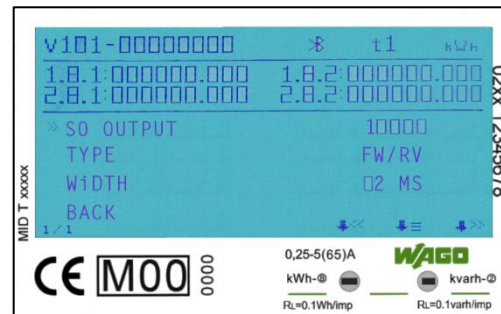 v101-00000000 t1 kWh
1.8.1:000000.000 1.8.2:000000.000
2.8.1:000000.000 2.8.2:000000.000
» SO OUTPUT 10000
TYPE FW/RV
WiDTH 02 MS
BACK
1/1
MID T xxxxx
CE M00 0000
0,25-5(65)A WAGO
kWh-① kvarh-②
RL=0.1Wh/imp RL=0.1varh/imp